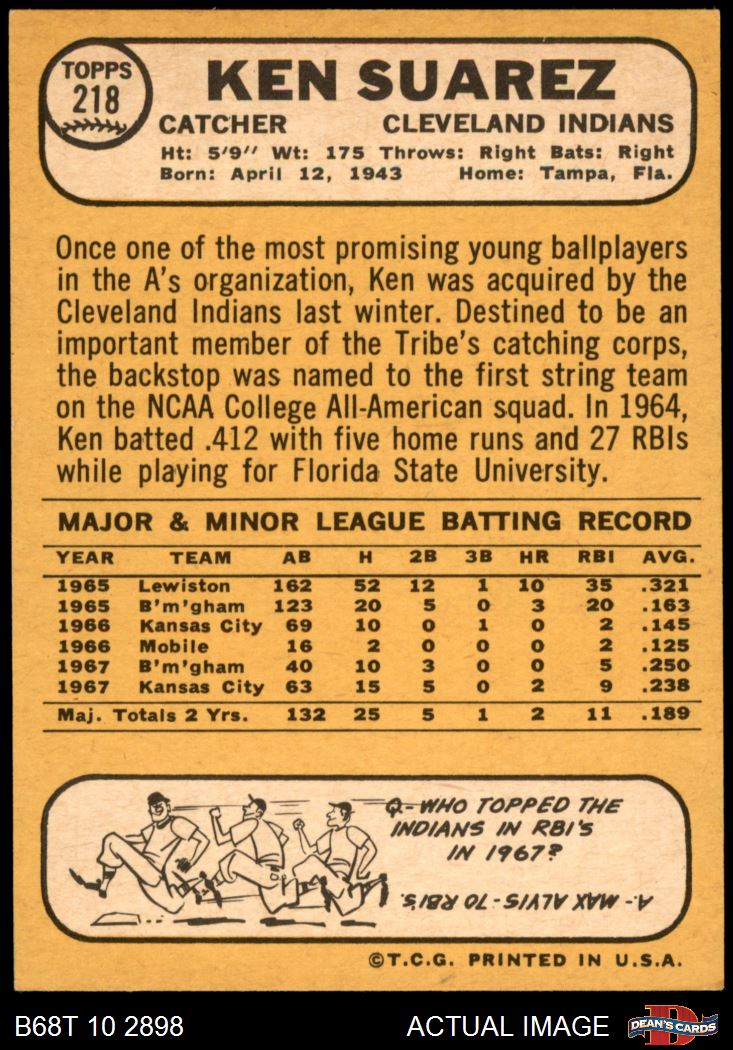 TOPPS
218
KEN SUAREZ
CATCHER CLEVELAND INDIANS
Ht: 5'9" Wt: 175 Throws: Right Bats: Right
Born: April 12, 1943 Home: Tampa, Fla.
Once one of the most promising young ballplayers
in the A's organization, Ken was acquired by the
Cleveland Indians last winter. Destined to be an
important member of the Tribe's catching corps,
the backstop was named to the first string team
on the NCAA College All-American squad. In 1964,
Ken batted .412 with five home runs and 27 RBIs
while playing for Florida State University.
MAJOR & MINOR LEAGUE BATTING RECORD
YEAR TEAM AB H 2B 3B HR RBI AVG.
1965 Lewiston 162 52 12 1 10 35 .321
1965 B'm'gham 123 20 5 0 3 20 .163
1966 Kansas City 69 10 0 1 0 2 .145
1966 Mobile 16 2 0 0 0 2 .125
1967 B'm'gham 40 10 3 0 0 5 .250
1967 Kansas City 63 15 5 0 2 9 .238
Maj. Totals 2 Yrs. 132 25 5 1 2 11 .189
Q-WHO TOPPED THE
INDIANS IN RBI'S
IN 1967?
A- MAX ALVIS-70 RBI'S.
©T.C.G. PRINTED IN U.S.A.
B68T 10 2898 ACTUAL IMAGE DEAN'S CARDS